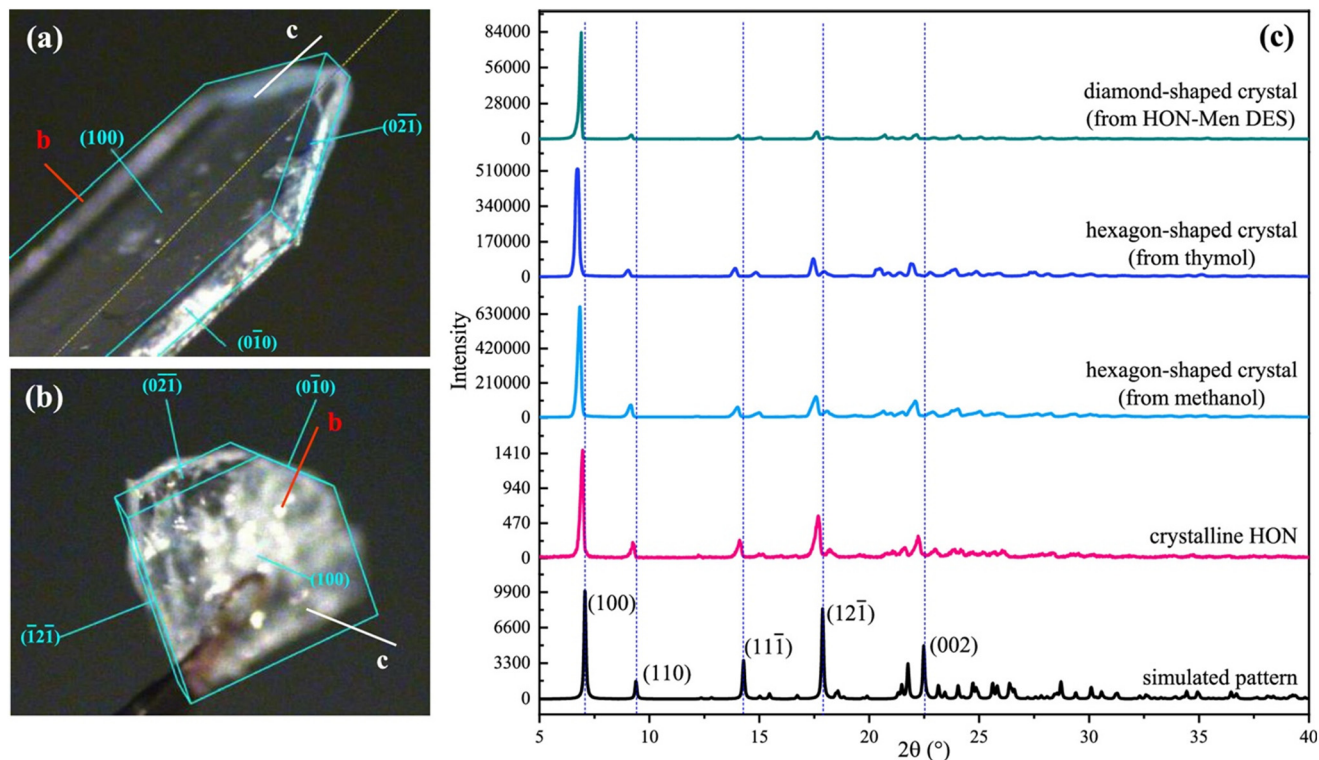 (a)
c
b
(100)
(02̅1̅)
(01̅0)
(b)
(02̅1̅)
(01̅0)
b
(100)
(1̅21̅)
c
(c)
84000
56000
28000
0
diamond-shaped crystal
(from HON-Men DES)
510000
340000
170000
0
hexagon-shaped crystal
(from thymol)
630000
420000
210000
0
hexagon-shaped crystal
(from methanol)
1410
940
470
0
crystalline HON
9900
6600
3300
0
(100)
(110)
(111̅)
(121̅)
(002)
simulated pattern
Intensity
5 10 15 20 25 30 35 40
2θ (°)